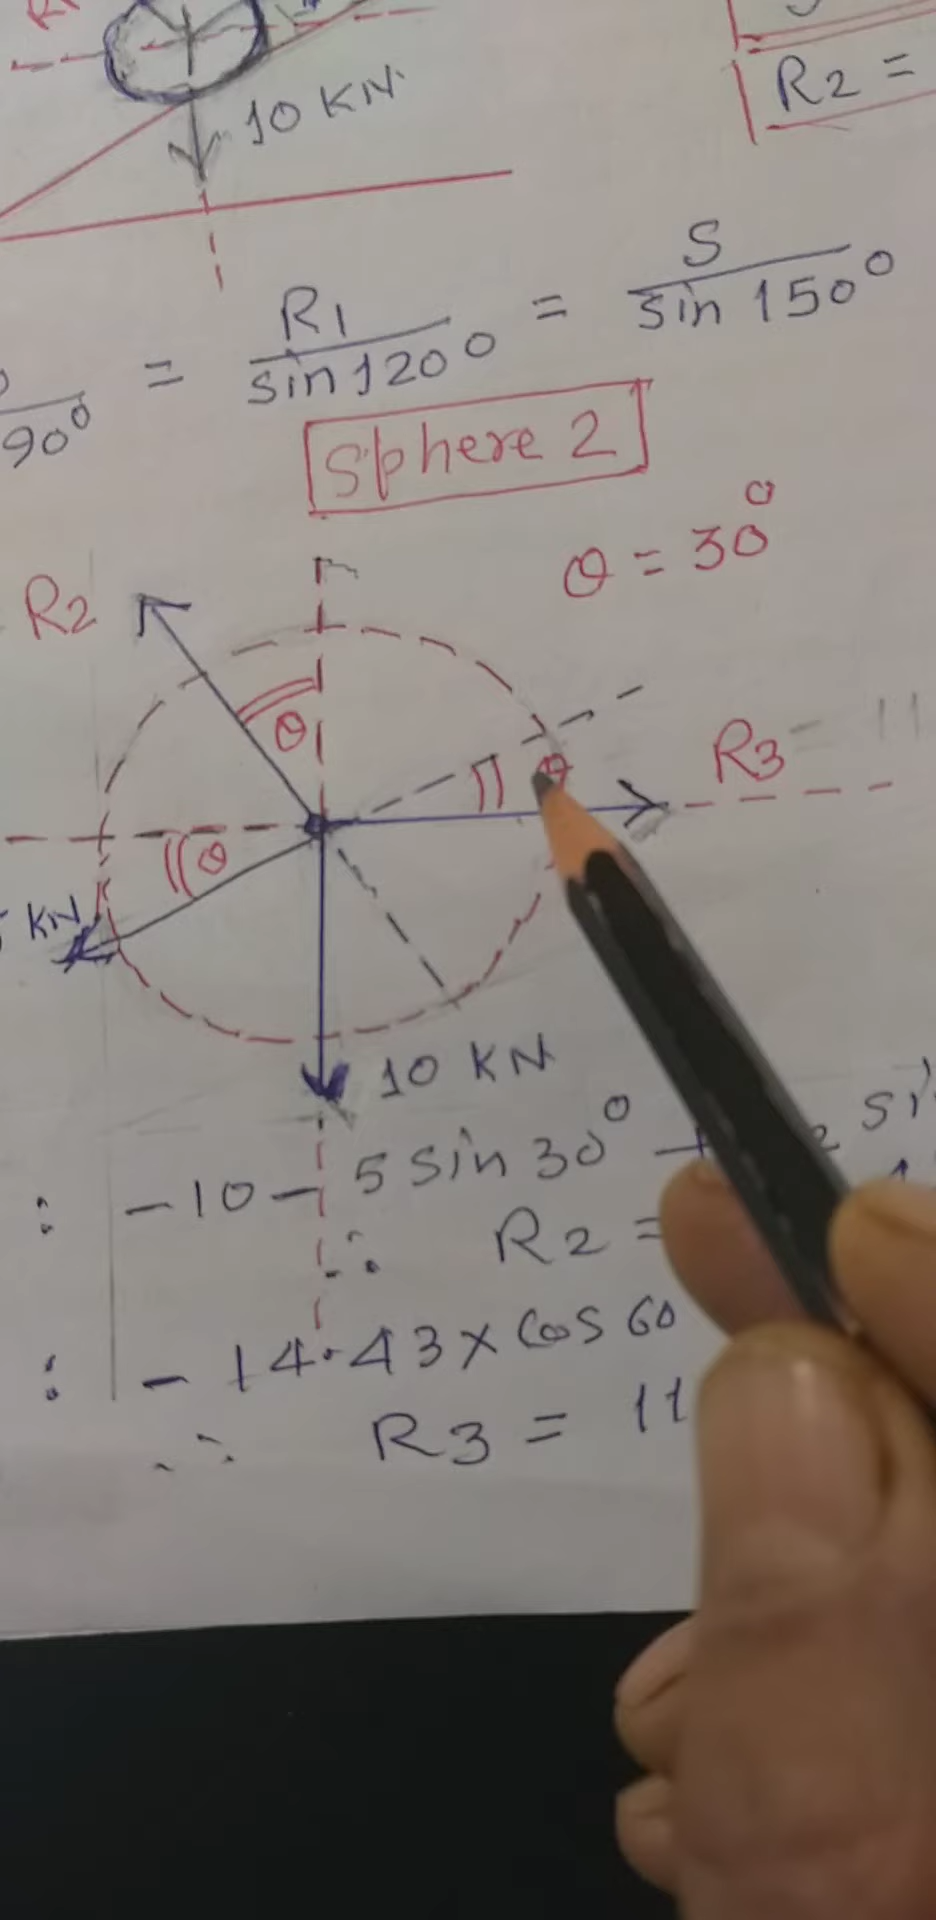 10 KN
R2 =
90° = R1 / sin 120° = S / sin 150°
Sphere 2
θ = 30°
R2
θ
θ
R3 = 11
θ
KN
10 KN
: -10 - 5 sin 30° +
∴ R2 =
: - 14.43 x cos 60
∴ R3 = 11